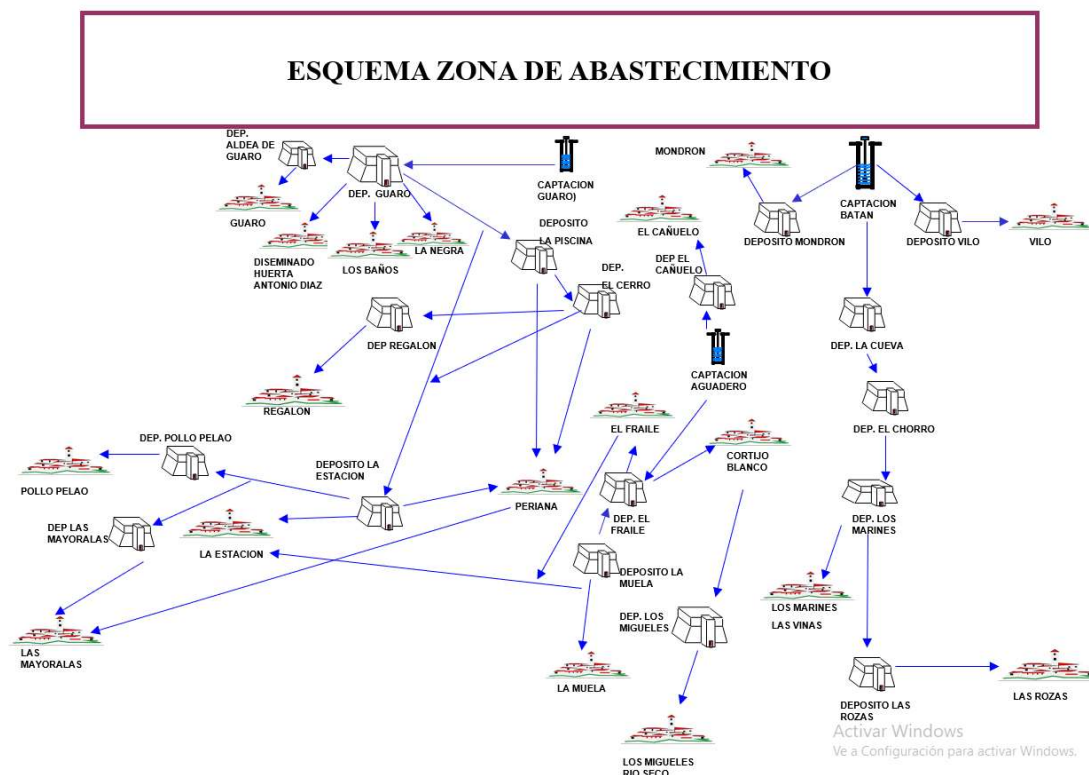 ESQUEMA ZONA DE ABASTECIMIENTO
DEP.
ALDEA DE
GUARO
DEP. GUARO
CAPTACION
GUARO)
MONDRON
CAPTACION
BATAN
GUARO
DISEMINADO
HUERTA
ANTONIO DIAZ
LOS BAÑOS
LA NEGRA
DEPOSITO
LA PISCINA
EL CAÑUELO
DEPOSITO MONDRON
DEPOSITO VILO
VILO
DEP.
EL CERRO
DEP EL
CAÑUELO
DEP REGALON
DEP. LA CUEVA
CAPTACION
AGUADERO
REGALON
EL FRAILE
DEP. EL CHORRO
DEP. POLLO PELAO
CORTIJO
BLANCO
DEPOSITO LA
ESTACION
POLLO PELAO
PERIANA
DEP. EL
FRAILE
DEP. LOS
MARINES
DEP LAS
MAYORALAS
LA ESTACION
DEPOSITO LA
MUELA
LOS MARINES
LAS VINAS
DEP. LOS
MIGUELES
LAS
MAYORALAS
LA MUELA
DEPOSITO LAS
ROZAS
LAS ROZAS
LOS MIGUELES
RIO SECO
Activar Windows
Ve a Configuración para activar Windows.